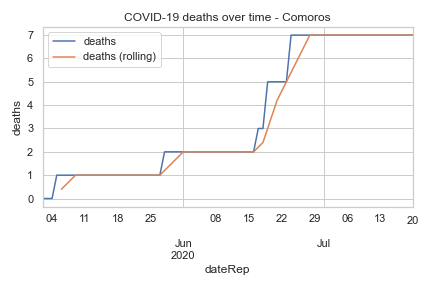 COVID-19 deaths over time - Comoros
deaths
deaths (rolling)
7
6
5
4
3
2
1
0
deaths
04 11 18 25 08 15 22 29 06 13 20
Jun Jul
2020
dateRep